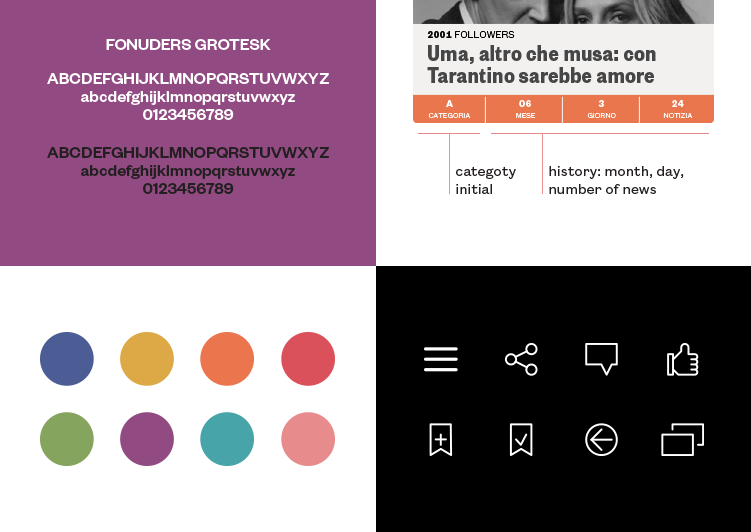 FONUDERS GROTESK
ABCDEFGHIJKLMNOPQRSTUVWXYZ
abcdefghijklmnopqrstuvwxyz
0123456789
ABCDEFGHIJKLMNOPQRSTUVWXYZ
abcdefghijklmnopqrstuvwxyz
0123456789
2001 FOLLOWERS
Uma, altro che musa: con
Tarantino sarebbe amore
A 06 3 24
CATEGORIA MESE GIORNO NOTIZIA
categoty
initial
history: month, day,
number of news